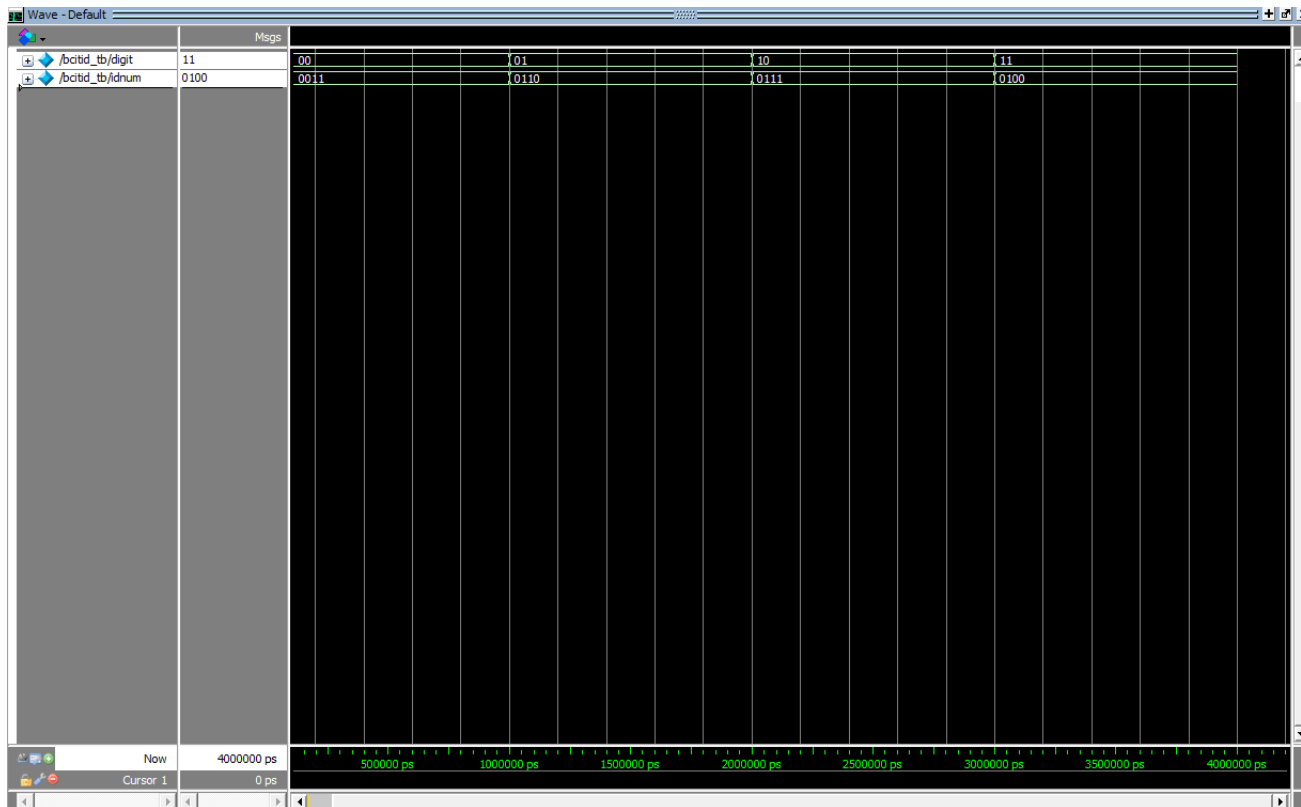 Wave - Default
Msgs
/bcitid_tb/digit 11 00 01 10 11
/bcitid_tb/idnum 0100 0011 0110 0111 0100
Now 4000000 ps 500000 ps 1000000 ps 1500000 ps 2000000 ps 2500000 ps 3000000 ps 3500000 ps 4000000 ps
Cursor 1 0 ps